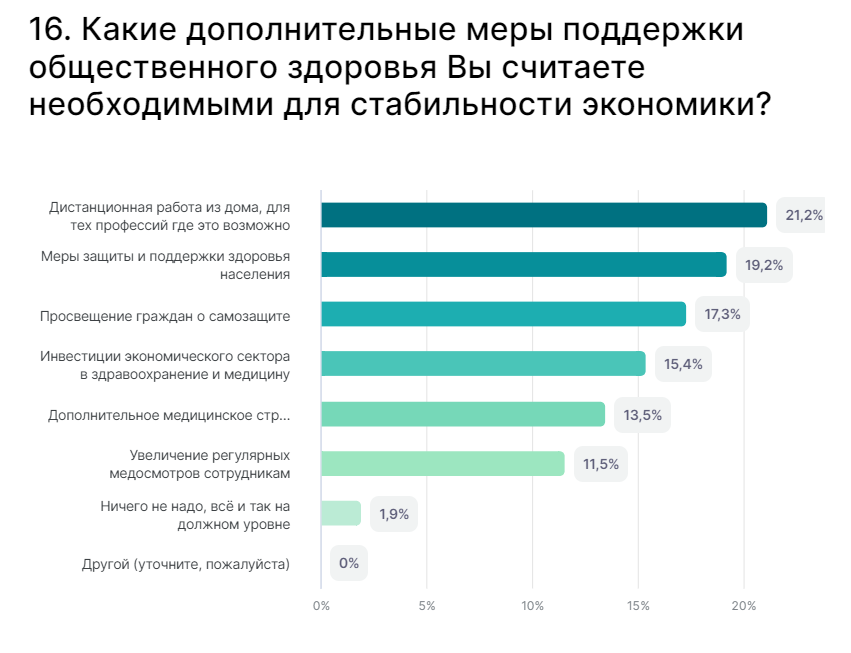 16. Какие дополнительные меры поддержки
общественного здоровья Вы считаете
необходимыми для стабильности экономики?
Дистанционная работа из дома, для
тех профессий где это возможно
21,2%
Меры защиты и поддержки здоровья
населения
19,2%
Просвещение граждан о самозащите
17,3%
Инвестиции экономического сектора
в здравоохранение и медицину
15,4%
Дополнительное медицинское стр...
13,5%
Увеличение регулярных
медосмотров сотрудникам
11,5%
Ничего не надо, всё и так на
должном уровне
1,9%
Другой (уточните, пожалуйста)
0%
0% 5% 10% 15% 20%